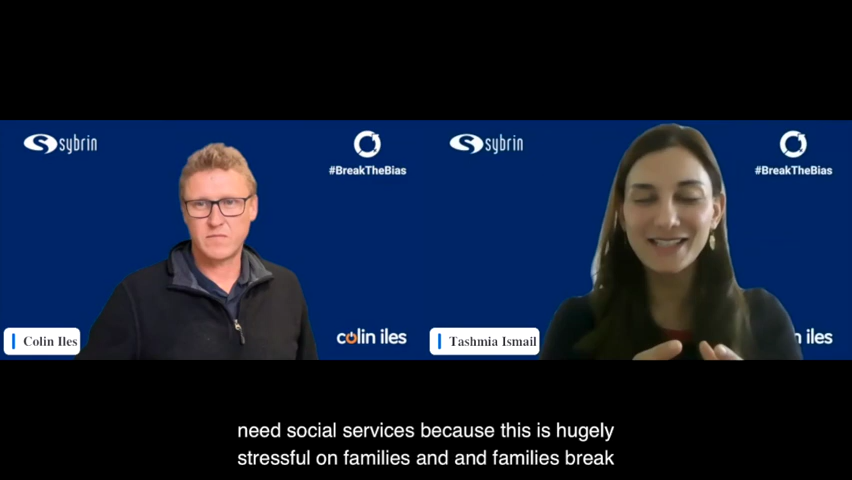 sybrin
#BreakTheBias
sybrin
#BreakTheBias
Colin Iles
colin iles
Tashmia Ismail
n iles
need social services because this is hugely
stressful on families and and families break